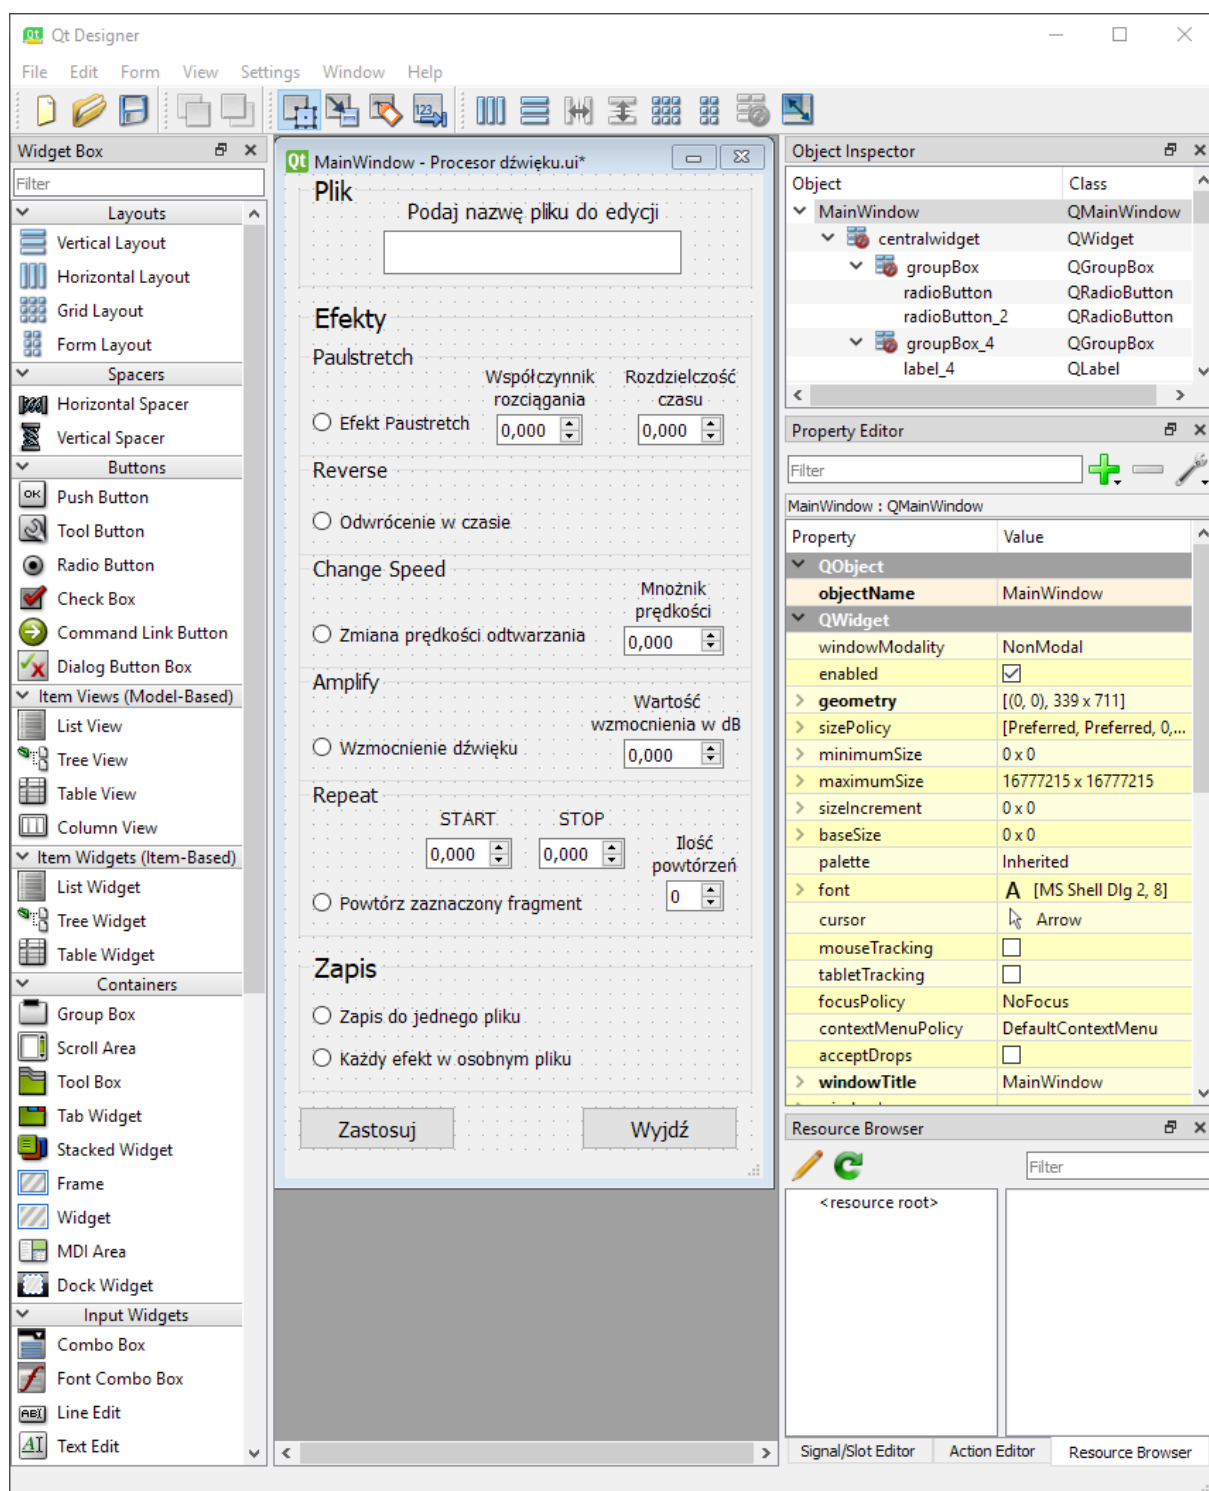 Qt Designer
File Edit Form View Settings Window Help
Widget Box
Filter
Layouts
Vertical Layout
Horizontal Layout
Grid Layout
Form Layout
Spacers
Horizontal Spacer
Vertical Spacer
Buttons
Push Button
Tool Button
Radio Button
Check Box
Command Link Button
Dialog Button Box
Item Views (Model-Based)
List View
Tree View
Table View
Column View
Item Widgets (Item-Based)
List Widget
Tree Widget
Table Widget
Containers
Group Box
Scroll Area
Tool Box
Tab Widget
Stacked Widget
Frame
Widget
MDI Area
Dock Widget
Input Widgets
Combo Box
Font Combo Box
Line Edit
Text Edit
MainWindow - Procesor dźwięku.ui*
Plik
Podaj nazwę pliku do edycji
Efekty
Paulstretch
Współczynnik rozciągania
Rozdzielczość czasu
Efekt Paustretch
0,000
0,000
Reverse
Odwrócenie w czasie
Change Speed
Mnożnik prędkości
Zmiana prędkości odtwarzania
0,000
Amplify
Wartość wzmocnienia w dB
Wzmocnienie dźwięku
0,000
Repeat
START
STOP
0,000
0,000
Ilość powtórzeń
Powtórz zaznaczony fragment
0
Zapis
Zapis do jednego pliku
Każdy efekt w osobnym pliku
Zastosuj
Wyjdź
Object Inspector
Object Class
MainWindow QMainWindow
centralwidget QWidget
groupBox QGroupBox
radioButton QRadioButton
radioButton_2 QRadioButton
groupBox_4 QGroupBox
label_4 QLabel
Property Editor
Filter
MainWindow : QMainWindow
Property Value
QObject
objectName MainWindow
QWidget
windowModality NonModal
enabled
geometry [(0, 0), 339 x 711]
sizePolicy [Preferred, Preferred, 0,...
minimumSize 0 x 0
maximumSize 16777215 x 16777215
sizeIncrement 0 x 0
baseSize 0 x 0
palette Inherited
font A [MS Shell Dlg 2, 8]
cursor Arrow
mouseTracking
tabletTracking
focusPolicy NoFocus
contextMenuPolicy DefaultContextMenu
acceptDrops
windowTitle MainWindow
Resource Browser
Filter
<resource root>
Signal/Slot Editor Action Editor Resource Browser